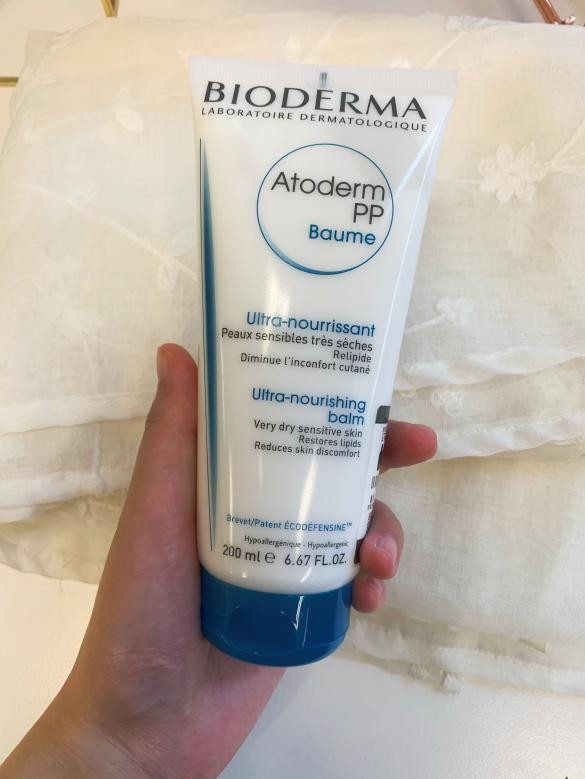 BIODERMA
LABORATOIRE DERMATOLOGIQUE
Atoderm
PP
Baume
Ultra-nourrissant
Peaux sensibles très sèches
Relipide
Diminue l'inconfort cutané
Ultra-nourishing
balm
Very dry sensitive skin
Restores lipids
Reduces skin discomfort
Brevet/Patent ÉCODÉFENSINE™
Hypoallergénique - Hypoallergenic
200 ml e 6.67 FL.OZ.